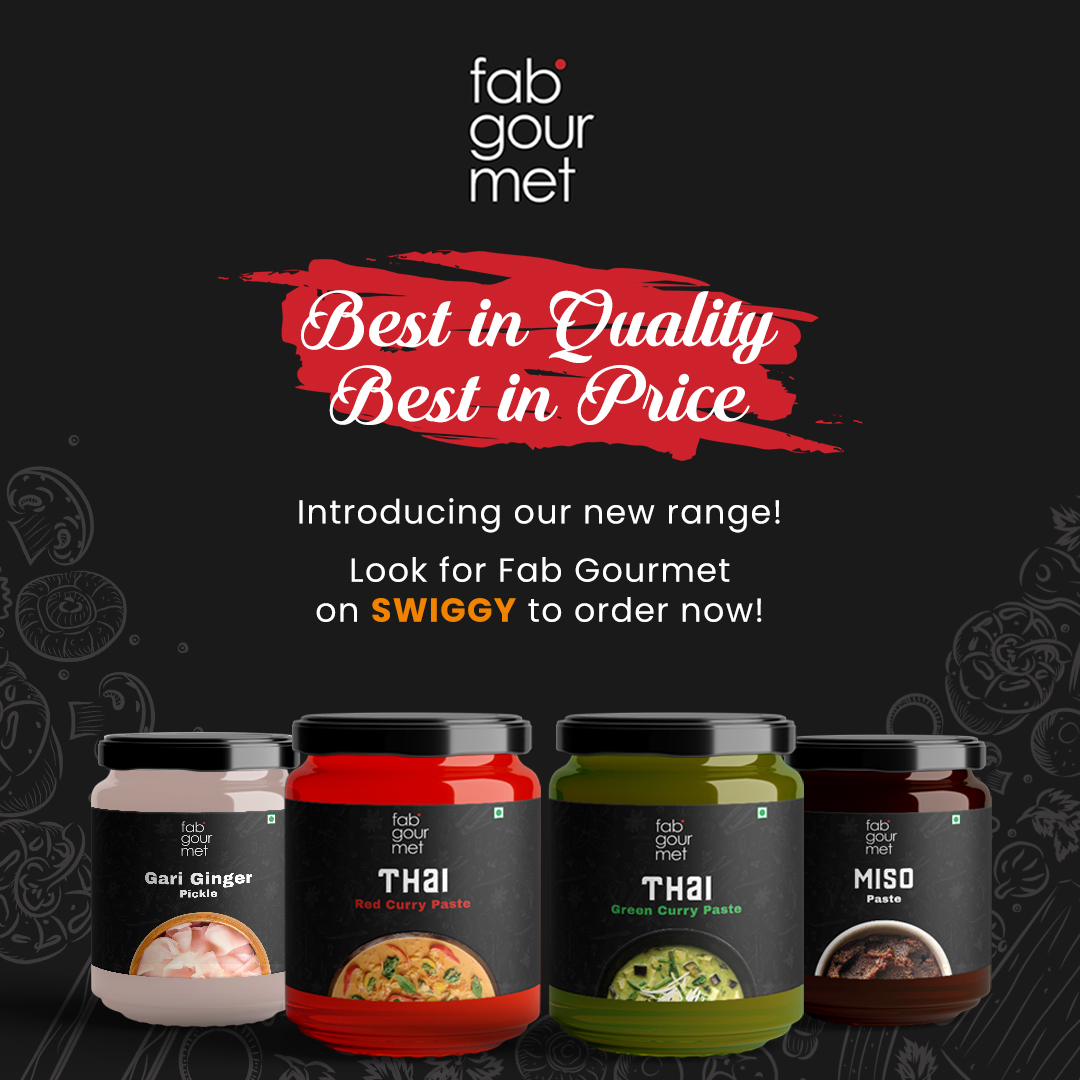 fab
gour
met
Best in Quality
Best in Price
Introducing our new range!
Look for Fab Gourmet
on SWIGGY to order now!
fab
gour
met
Gari Ginger
Pickle
fab
gour
met
THai
Red Curry Paste
fab
gour
met
THai
Green Curry Paste
fab
gour
met
MISO
Paste